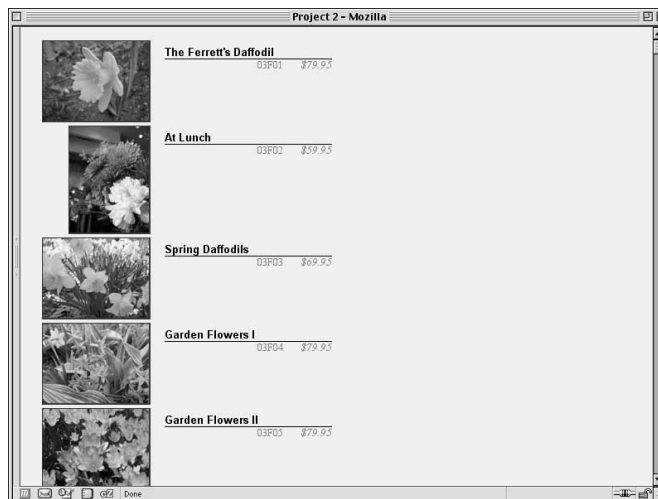 Project 2 - Mozilla
The Ferrett's Daffodil
03F01 $79.95
At Lunch
03F02 $59.95
Spring Daffodils
03F03 $69.95
Garden Flowers I
03F04 $79.95
Garden Flowers II
03F05 $79.95
Done